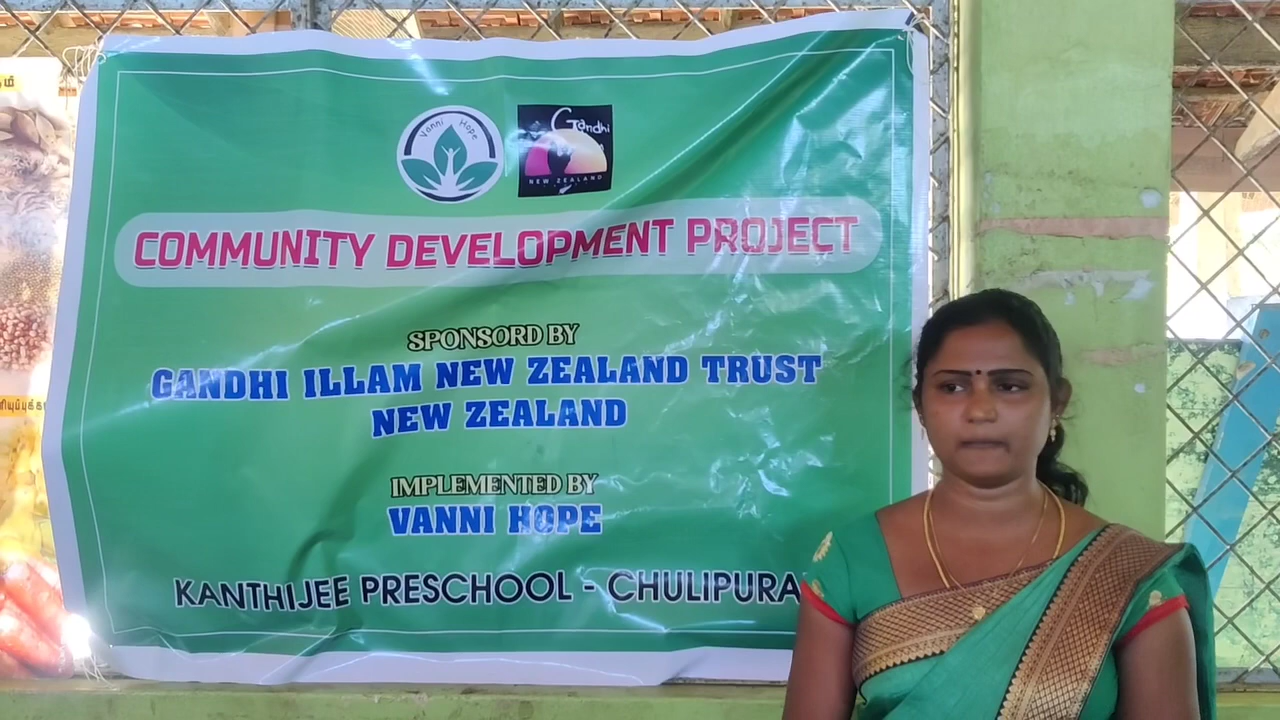 Vanni Hope
Gandhi
NEW ZEALAND
COMMUNITY DEVELOPMENT PROJECT
SPONSORD BY
GANDHI ILLAM NEW ZEALAND TRUST
NEW ZEALAND
IMPLEMENTED BY
VANNI HOPE
KANTHIJEE PRESCHOOL - CHULIPURA